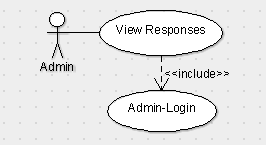 View Responses
Admin
<<include>>
Admin-Login